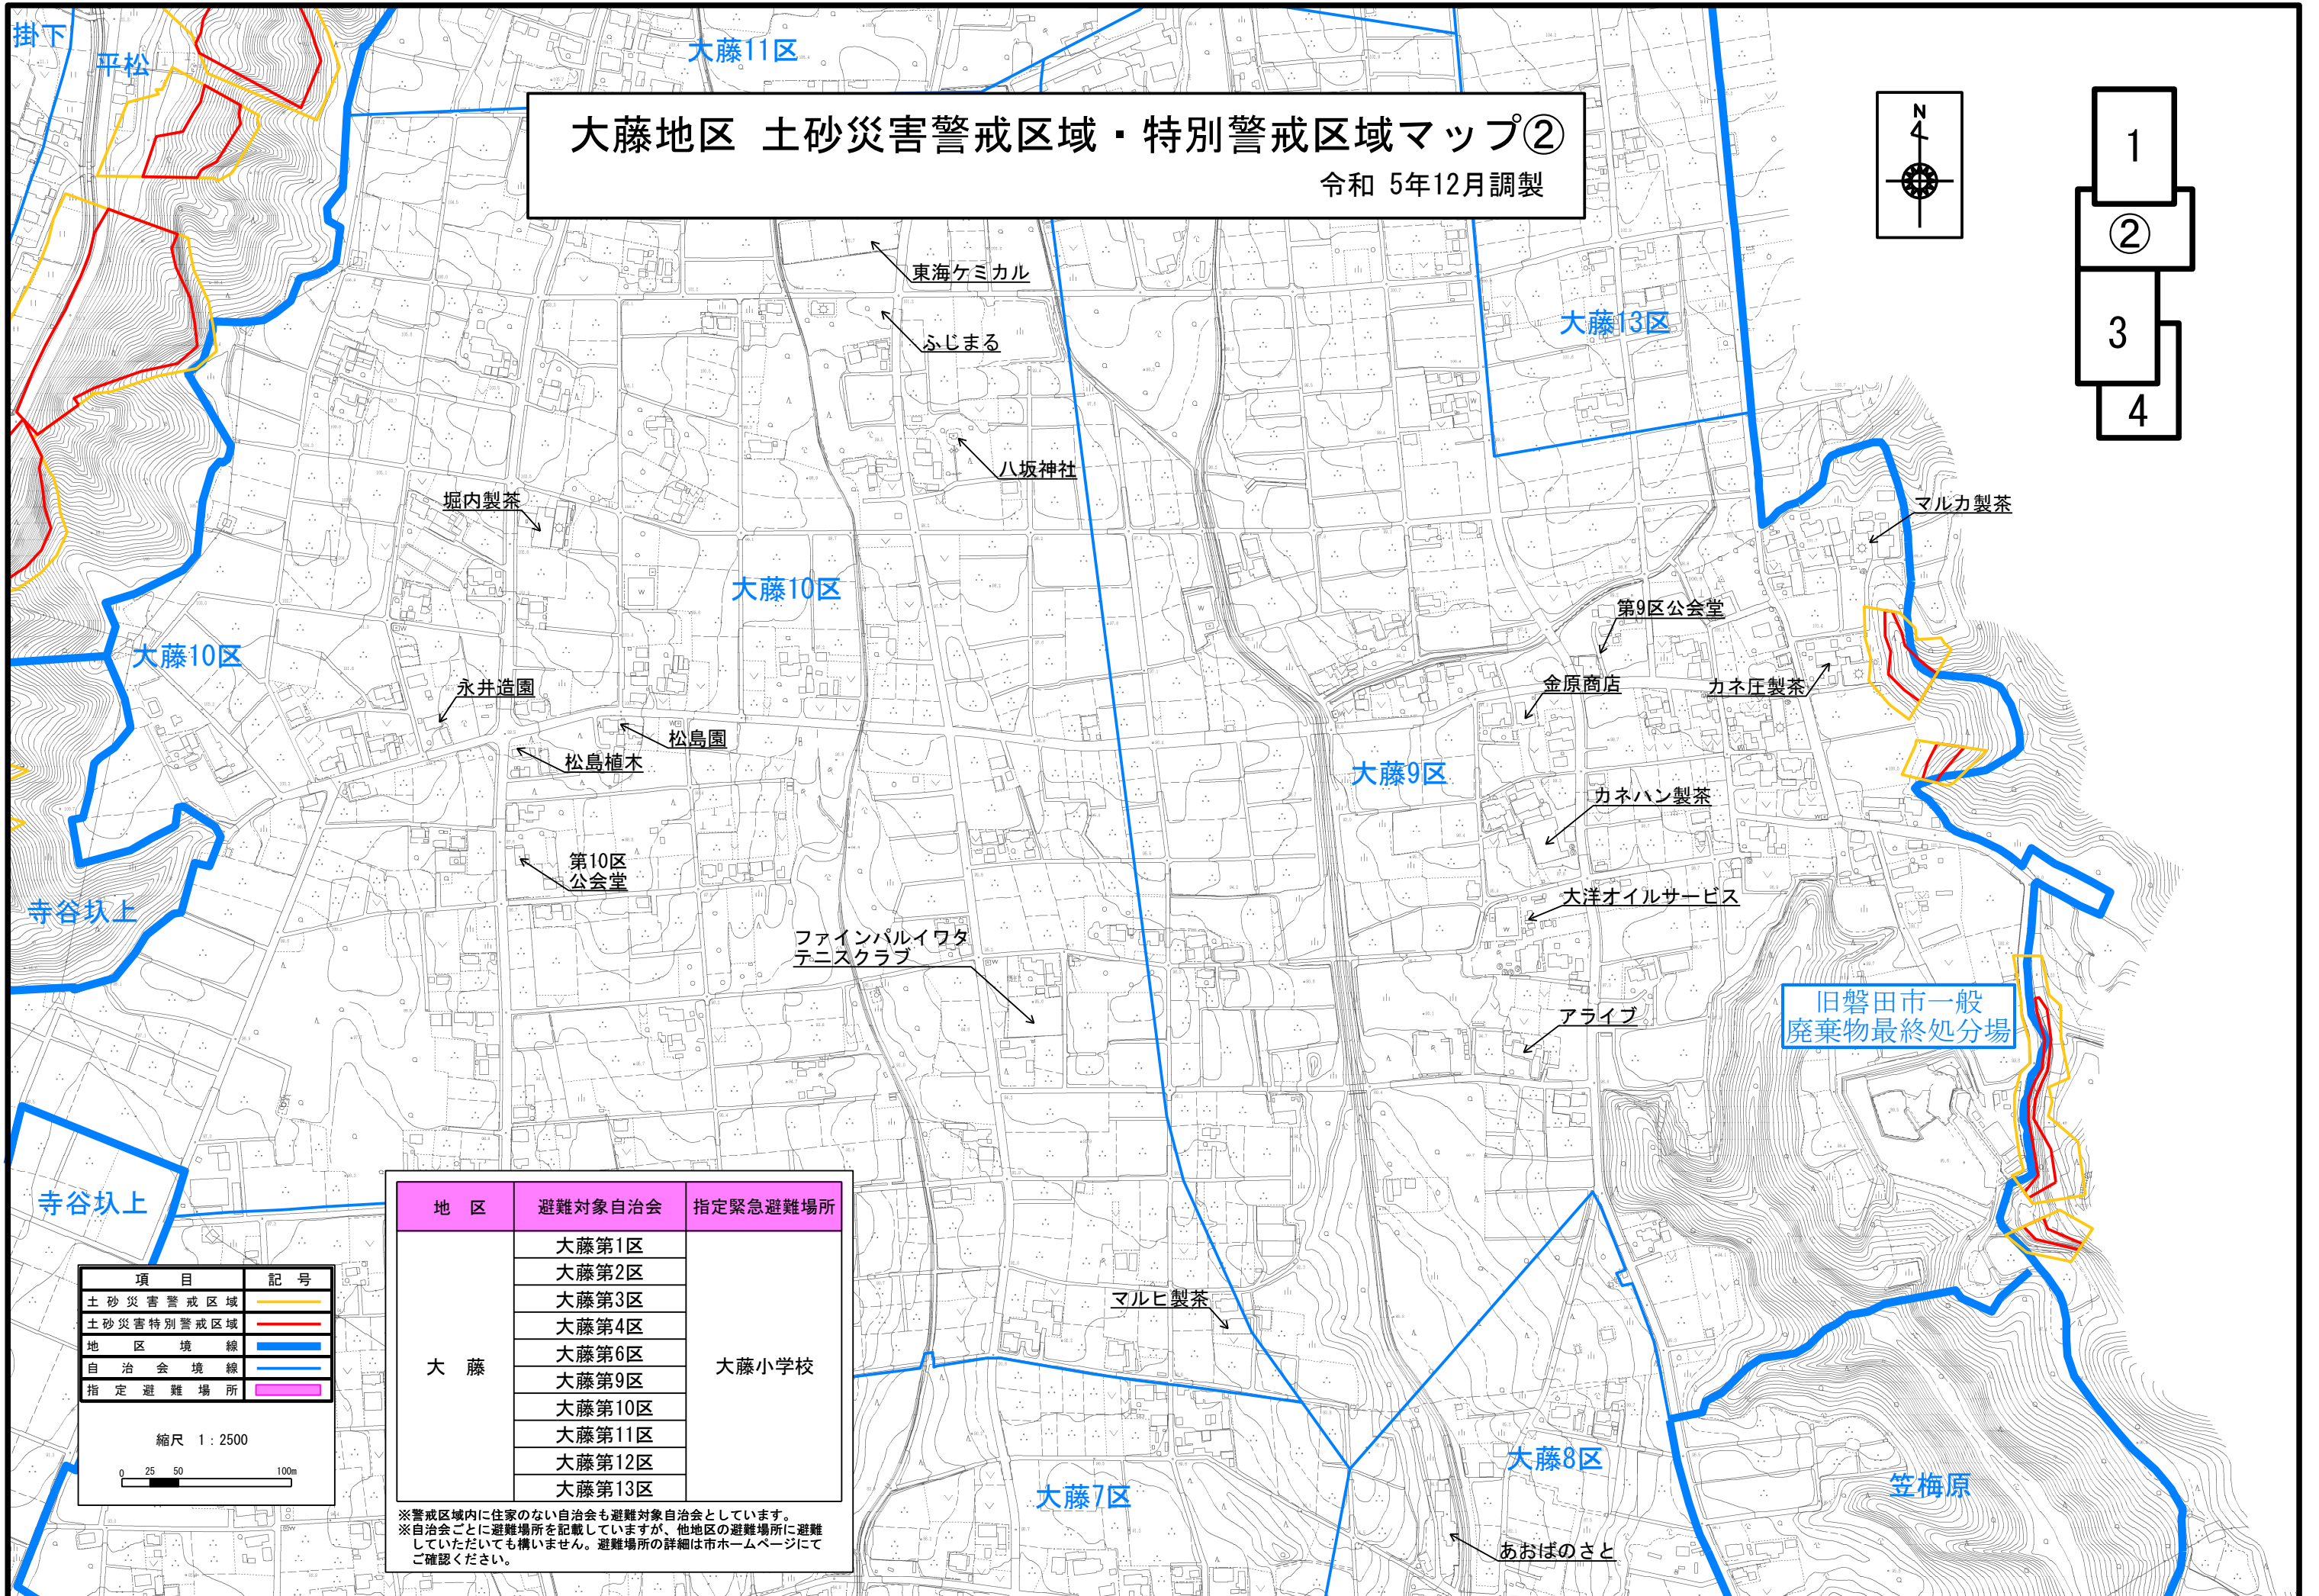 掛下
平松
大藤11区
大藤地区 土砂災害警戒区域・特別警戒区域マップ②
令和 5年12月調製
N
1
②
3
4
東海ケミカル
ふじまる
大藤13区
八坂神社
堀内製茶
マルカ製茶
大藤10区
第9区公会堂
大藤10区
永井造園
金原商店
カネ圧製茶
松島園
松島植木
大藤9区
カネハン製茶
第10区
公会堂
大洋オイルサービス
寺谷圦上
ファインバルイワタ
テニスクラブ
旧磐田市一般
廃棄物最終処分場
アライブ
寺谷圦上
地 区 避難対象自治会 指定緊急避難場所
大 藤
大藤第1区
大藤第2区
大藤第3区
大藤第4区
大藤第6区
大藤第9区
大藤第10区
大藤第11区
大藤第12区
大藤第13区
大藤小学校
※警戒区域内に住家のない自治会も避難対象自治会としています。
※自治会ごとに避難場所を記載していますが、他地区の避難場所に避難
していただいても構いません。避難場所の詳細は市ホームページにて
ご確認ください。
項 目 記 号
土砂災害警戒区域
土砂災害特別警戒区域
地区境線
自治会境線
指定避難場所
縮尺 1:2500
0 25 50 100m
マルヒ製茶
大藤7区
大藤8区
笠梅原
あおばのさと